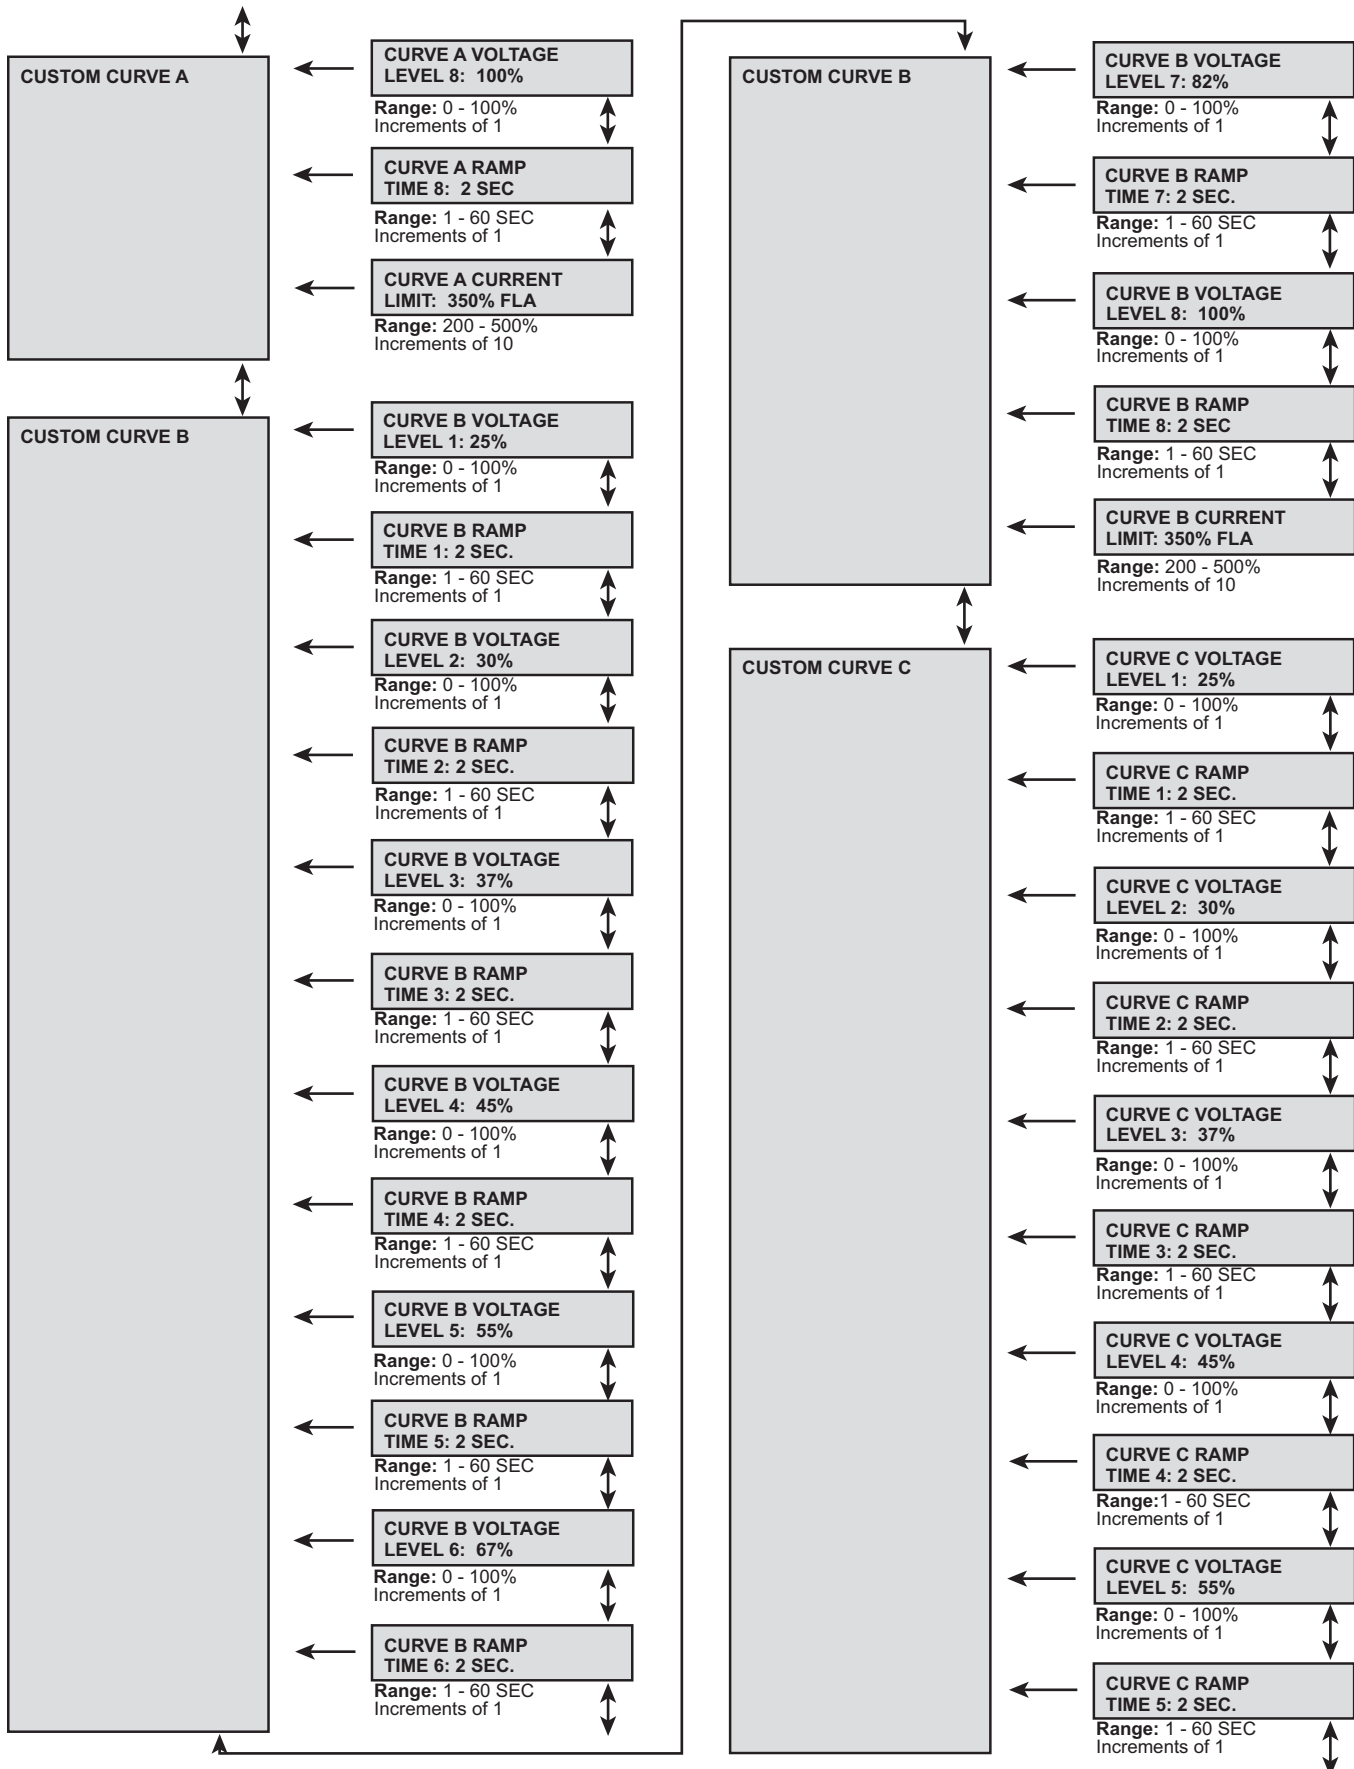 CUSTOM CURVE A
CURVE A VOLTAGE
LEVEL 8: 100%
Range: 0 - 100%
Increments of 1
CURVE A RAMP
TIME 8: 2 SEC
Range: 1 - 60 SEC
Increments of 1
CURVE A CURRENT
LIMIT: 350% FLA
Range: 200 - 500%
Increments of 10
CUSTOM CURVE B
CURVE B VOLTAGE
LEVEL 1: 25%
Range: 0 - 100%
Increments of 1
CURVE B RAMP
TIME 1: 2 SEC.
Range: 1 - 60 SEC
Increments of 1
CURVE B VOLTAGE
LEVEL 2: 30%
Range: 0 - 100%
Increments of 1
CURVE B RAMP
TIME 2: 2 SEC.
Range: 1 - 60 SEC
Increments of 1
CURVE B VOLTAGE
LEVEL 3: 37%
Range: 0 - 100%
Increments of 1
CURVE B RAMP
TIME 3: 2 SEC.
Range: 1 - 60 SEC
Increments of 1
CURVE B VOLTAGE
LEVEL 4: 45%
Range: 0 - 100%
Increments of 1
CURVE B RAMP
TIME 4: 2 SEC.
Range: 1 - 60 SEC
Increments of 1
CURVE B VOLTAGE
LEVEL 5: 55%
Range: 0 - 100%
Increments of 1
CURVE B RAMP
TIME 5: 2 SEC.
Range: 1 - 60 SEC
Increments of 1
CURVE B VOLTAGE
LEVEL 6: 67%
Range: 0 - 100%
Increments of 1
CURVE B RAMP
TIME 6: 2 SEC.
Range: 1 - 60 SEC
Increments of 1
CUSTOM CURVE B
CURVE B VOLTAGE
LEVEL 7: 82%
Range: 0 - 100%
Increments of 1
CURVE B RAMP
TIME 7: 2 SEC.
Range: 1 - 60 SEC
Increments of 1
CURVE B VOLTAGE
LEVEL 8: 100%
Range: 0 - 100%
Increments of 1
CURVE B RAMP
TIME 8: 2 SEC
Range: 1 - 60 SEC
Increments of 1
CURVE B CURRENT
LIMIT: 350% FLA
Range: 200 - 500%
Increments of 10
CUSTOM CURVE C
CURVE C VOLTAGE
LEVEL 1: 25%
Range: 0 - 100%
Increments of 1
CURVE C RAMP
TIME 1: 2 SEC.
Range: 1 - 60 SEC
Increments of 1
CURVE C VOLTAGE
LEVEL 2: 30%
Range: 0 - 100%
Increments of 1
CURVE C RAMP
TIME 2: 2 SEC.
Range: 1 - 60 SEC
Increments of 1
CURVE C VOLTAGE
LEVEL 3: 37%
Range: 0 - 100%
Increments of 1
CURVE C RAMP
TIME 3: 2 SEC.
Range: 1 - 60 SEC
Increments of 1
CURVE C VOLTAGE
LEVEL 4: 45%
Range: 0 - 100%
Increments of 1
CURVE C RAMP
TIME 4: 2 SEC.
Range:1 - 60 SEC
Increments of 1
CURVE C VOLTAGE
LEVEL 5: 55%
Range: 0 - 100%
Increments of 1
CURVE C RAMP
TIME 5: 2 SEC.
Range: 1 - 60 SEC
Increments of 1